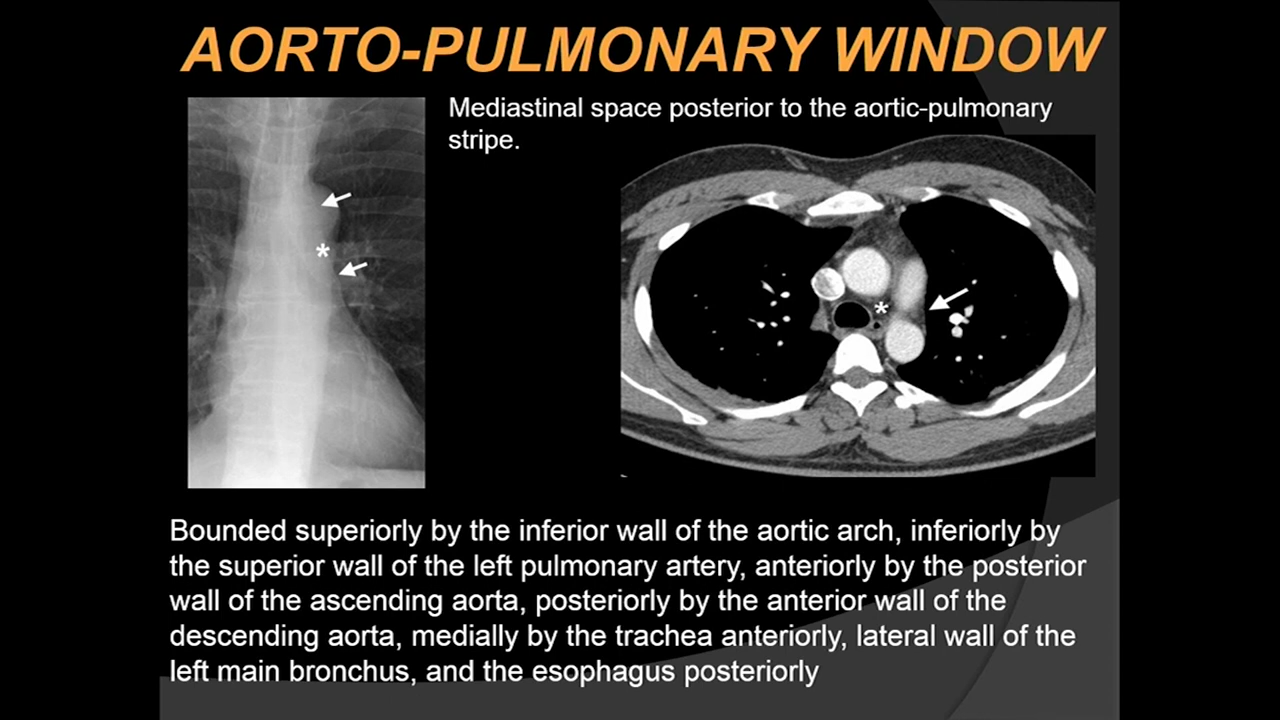 AORTO-PULMONARY WINDOW
Mediastinal space posterior to the aortic-pulmonary
stripe.
*
*
Bounded superiorly by the inferior wall of the aortic arch, inferiorly by
the superior wall of the left pulmonary artery, anteriorly by the posterior
wall of the ascending aorta, posteriorly by the anterior wall of the
descending aorta, medially by the trachea anteriorly, lateral wall of the
left main bronchus, and the esophagus posteriorly